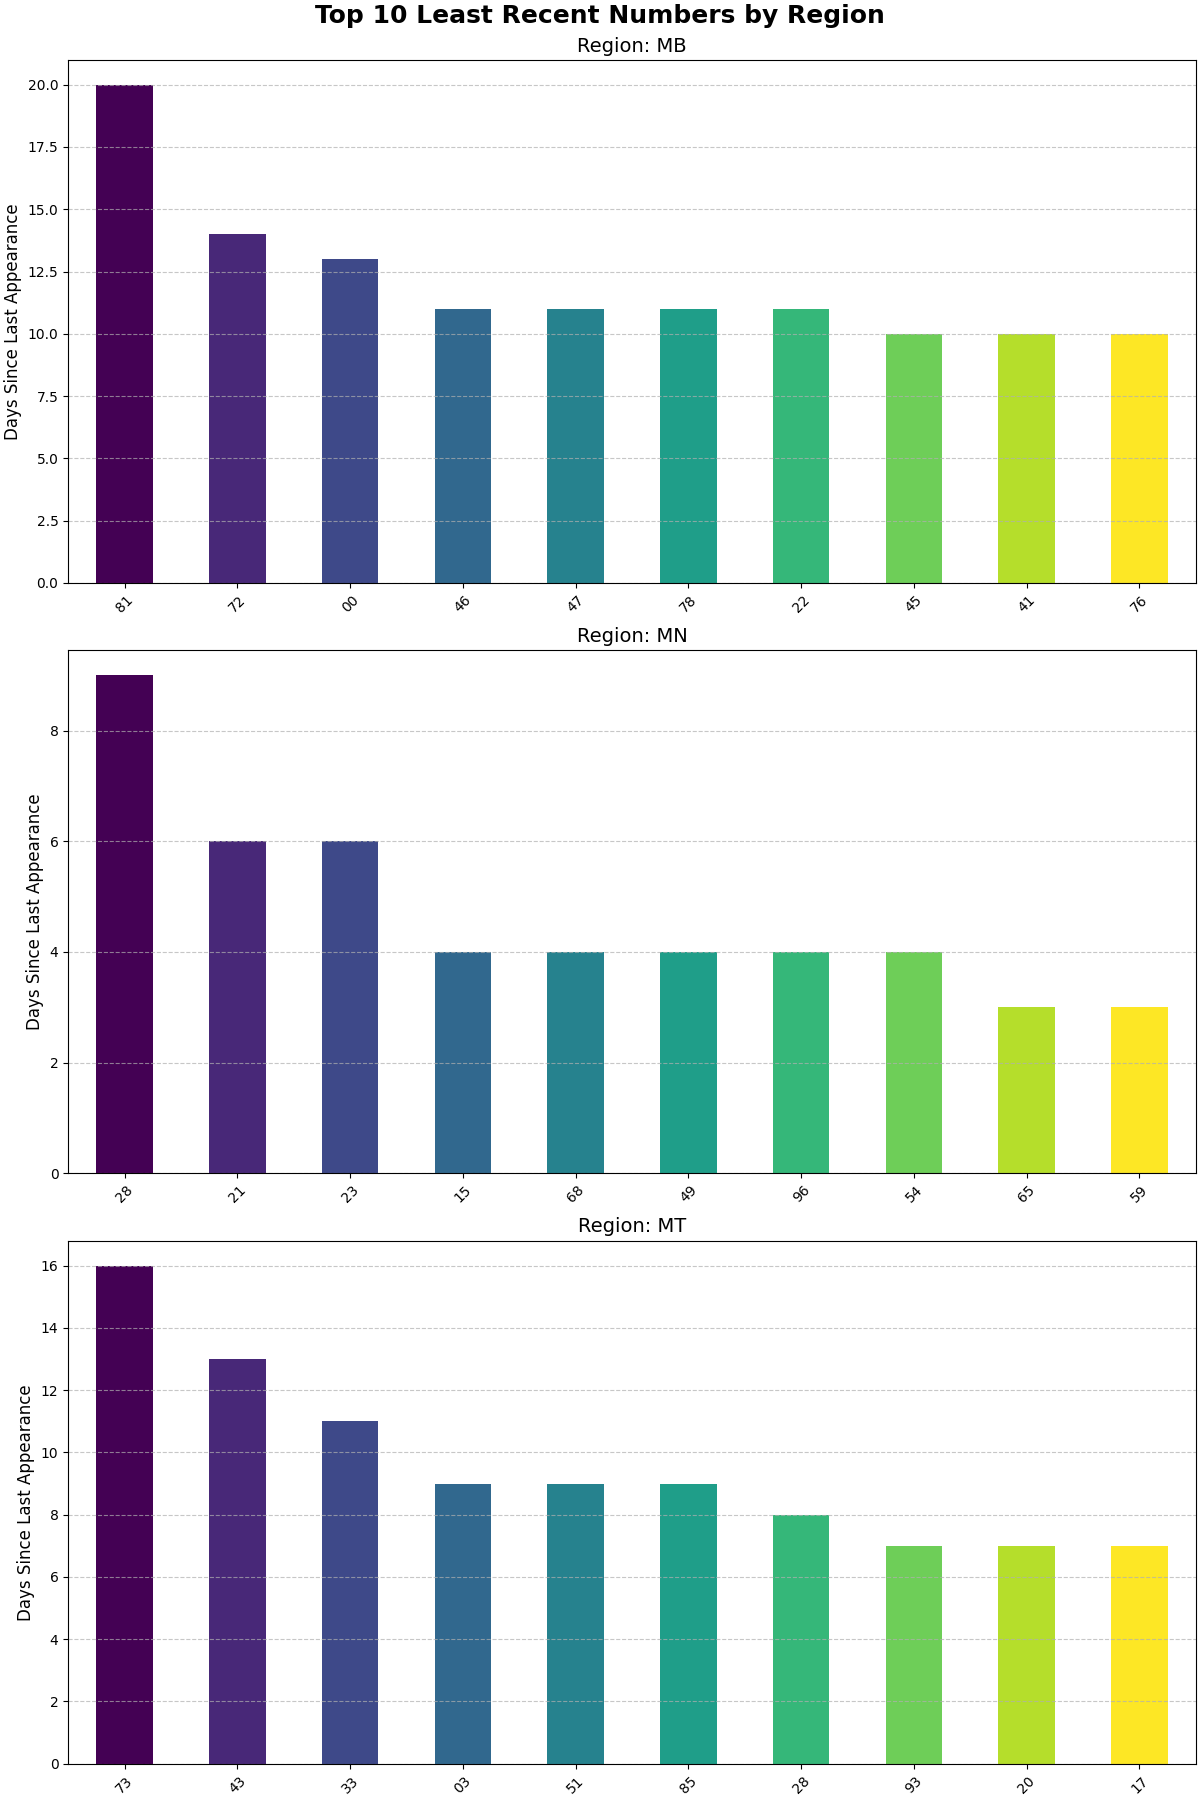 Top 10 Least Recent Numbers by Region
Region: MB
Days Since Last Appearance
20.0
17.5
15.0
12.5
10.0
7.5
5.0
2.5
0.0
81 72 00 46 47 78 22 45 41 76
Region: MN
Days Since Last Appearance
8
6
4
2
0
28 21 23 15 68 49 96 54 65 59
Region: MT
Days Since Last Appearance
16
14
12
10
8
6
4
2
0
73 43 33 03 51 85 28 93 20 17